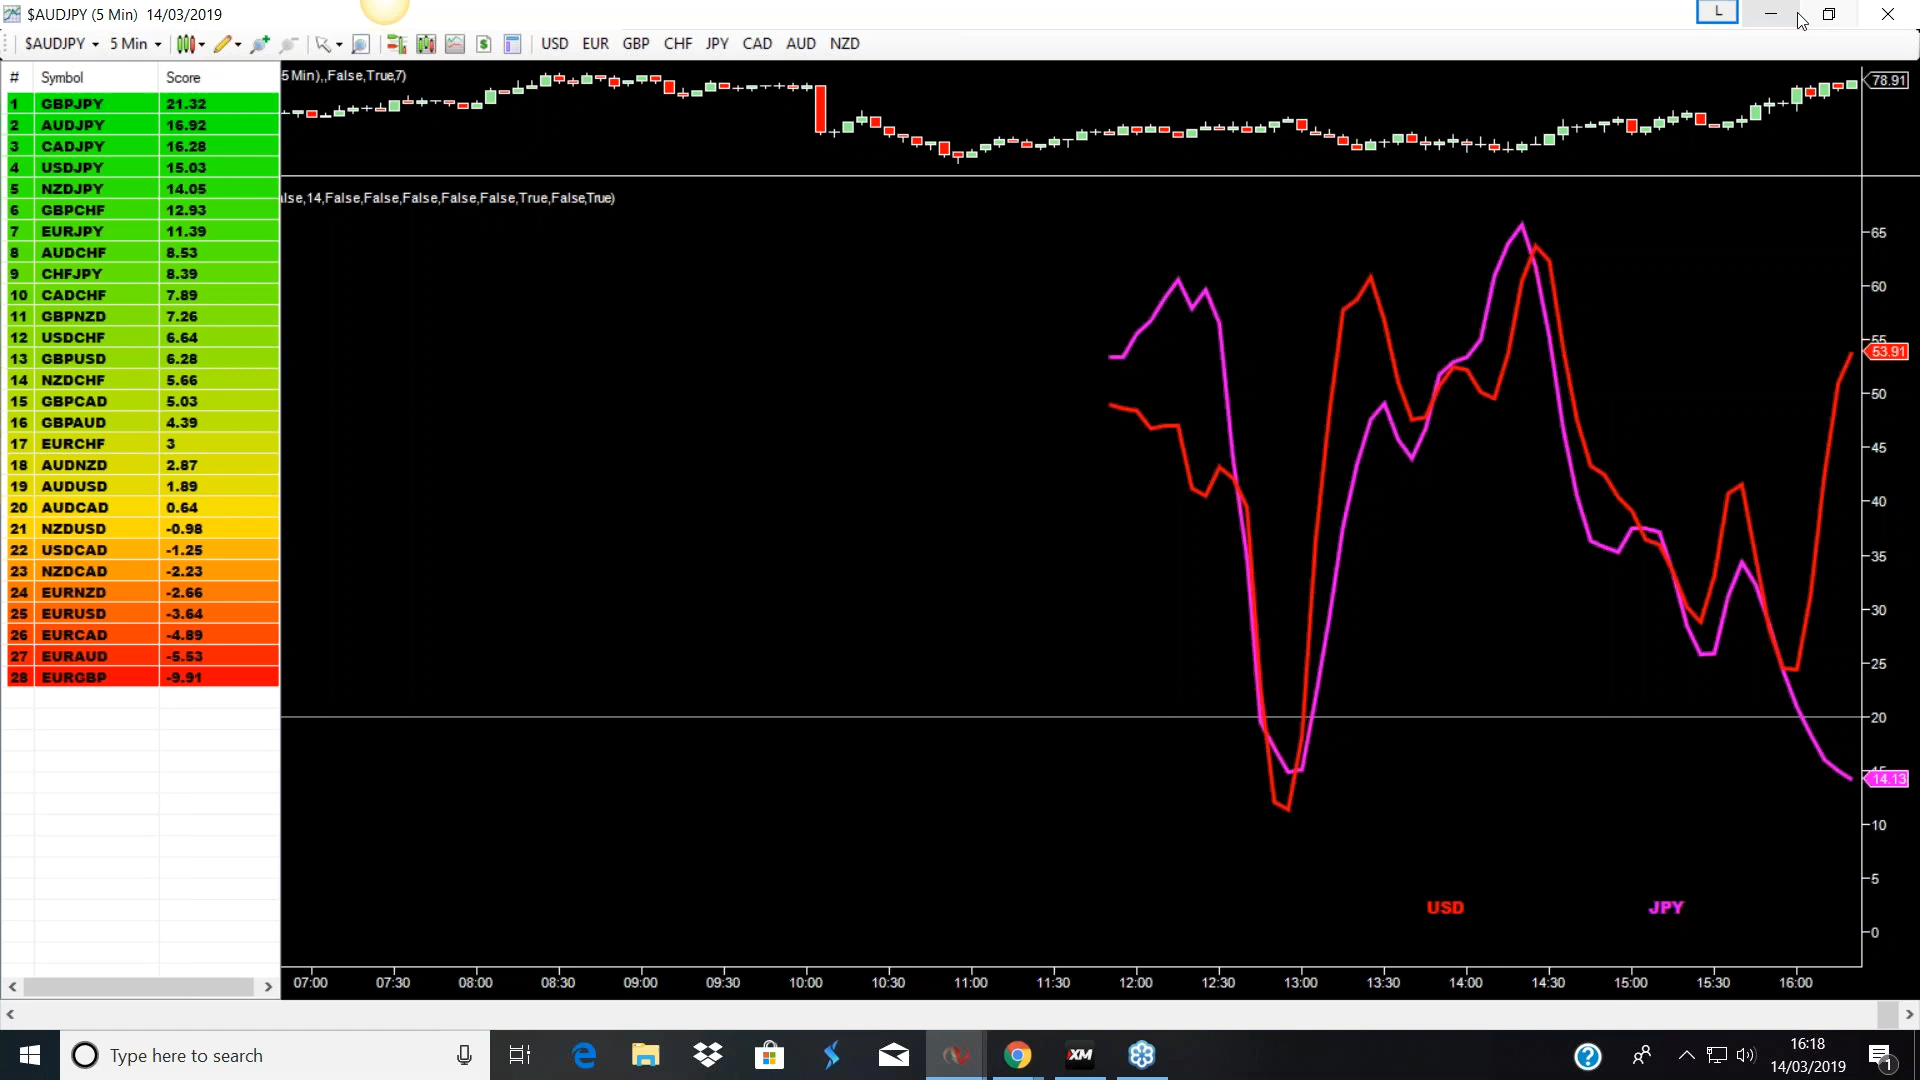 $AUDJPY (5 Min) 14/03/2019
L
$AUDJPY 5 Min USD EUR GBP CHF JPY CAD AUD NZD
# Symbol Score
1 GBPJPY 21.32
2 AUDJPY 16.92
3 CADJPY 16.28
4 USDJPY 15.03
5 NZDJPY 14.05
6 GBPCHF 12.93
7 EURJPY 11.39
8 AUDCHF 8.53
9 CHFJPY 8.39
10 CADCHF 7.89
11 GBPNZD 7.26
12 USDCHF 6.64
13 GBPUSD 6.28
14 NZDCHF 5.66
15 GBPCAD 5.03
16 GBPAUD 4.39
17 EURCHF 3
18 AUDNZD 2.87
19 AUDUSD 1.89
20 AUDCAD 0.64
21 NZDUSD -0.98
22 USDCAD -1.25
23 NZDCAD -2.23
24 EURNZD -2.66
25 EURUSD -3.64
26 EURCAD -4.89
27 EURAUD -5.53
28 EURGBP -9.91
5 Min),,False,True,7)
78.91
lse,14,False,False,False,False,False,True,False,True)
65
60
55
53.91
50
45
40
35
30
25
20
15
14.13
10
5
0
USD JPY
07:00 07:30 08:00 08:30 09:00 09:30 10:00 10:30 11:00 11:30 12:00 12:30 13:00 13:30 14:00 14:30 15:00 15:30 16:00
Type here to search
XM
16:18
14/03/2019
1